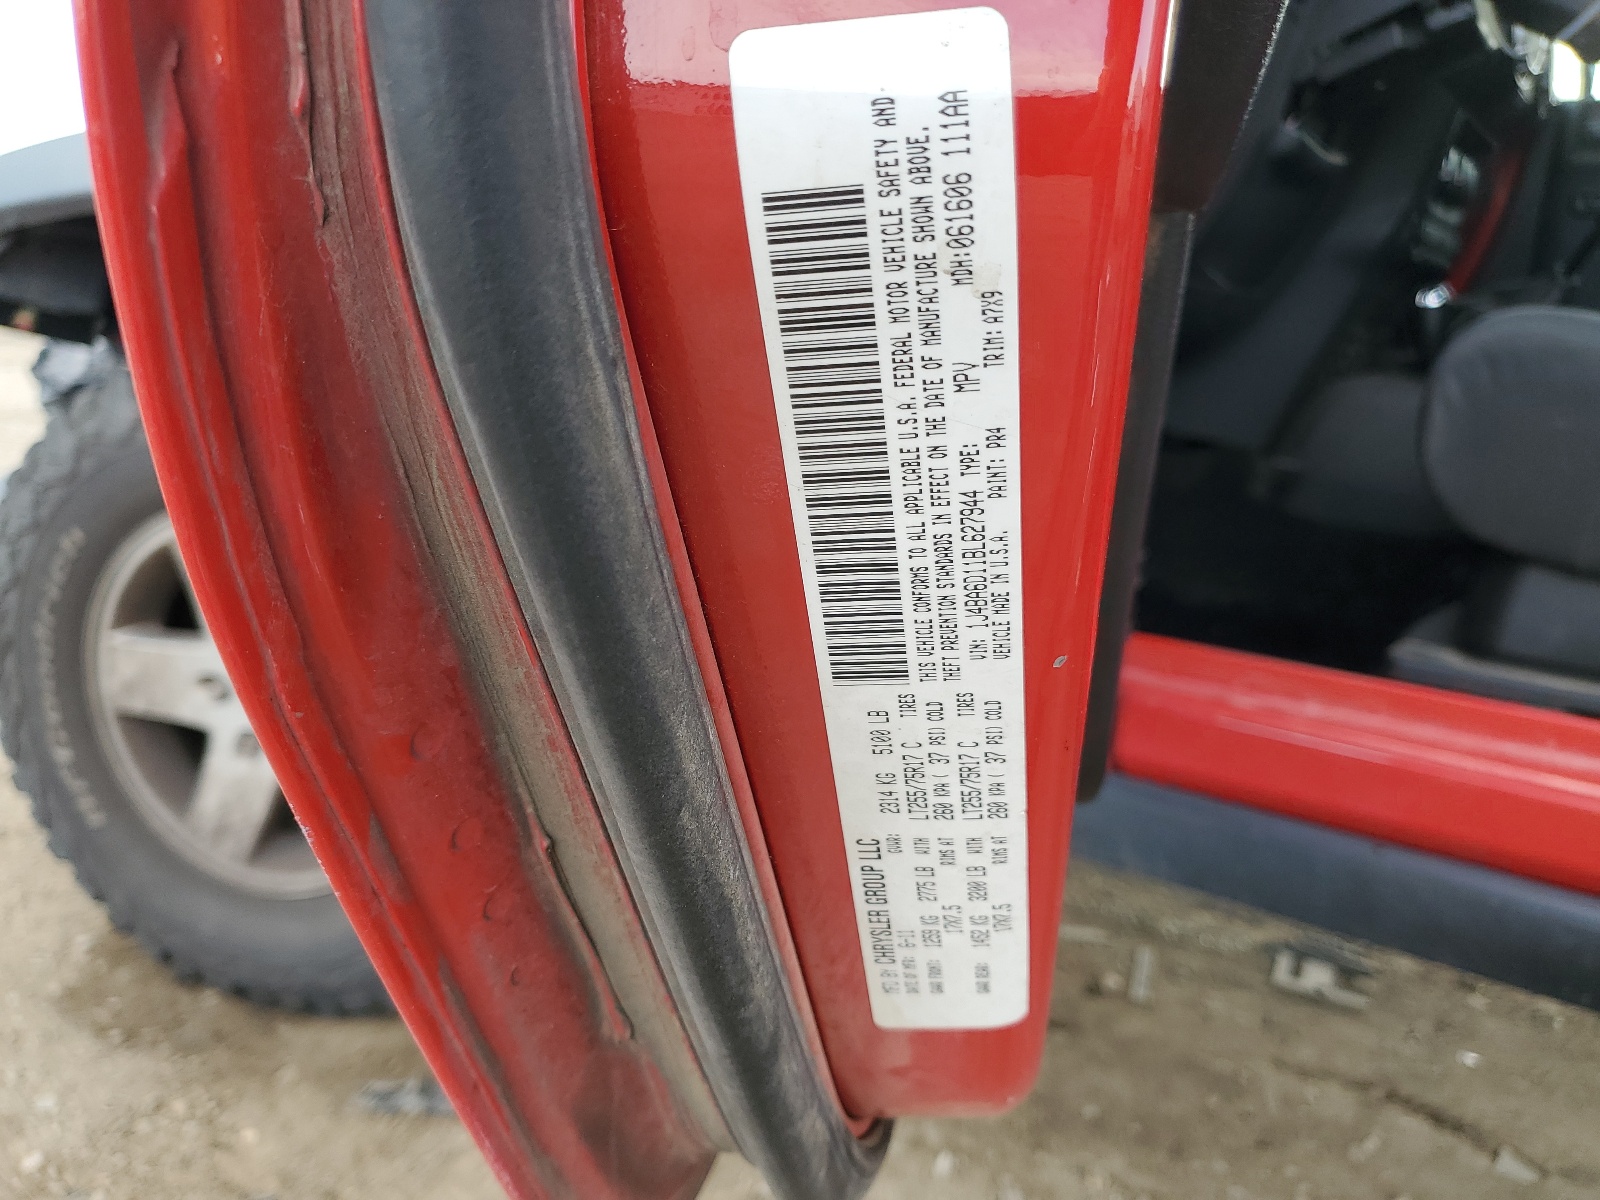 MFD BY CHRYSLER GROUP LLC
DATE OF MFR: 6-11 GVWR: 2314 KG 5100 LB
GAWR FRONT: 1259 KG 2775 LB WITH LT255/75R17 C TIRES
17X7.5 RIMS AT 260 KPA ( 37 PSI) COLD
GAWR REAR: 1452 KG 3200 LB WITH LT255/75R17 C TIRES
17X7.5 RIMS AT 260 KPA ( 37 PSI) COLD
THIS VEHICLE CONFORMS TO ALL APPLICABLE U.S.A. FEDERAL MOTOR VEHICLE SAFETY AND
THEFT PREVENTION STANDARDS IN EFFECT ON THE DATE OF MANUFACTURE SHOWN ABOVE.
VIN: 1J4BA6D11BL627944 TYPE: MPV MDH:061606 111AA
VEHICLE MADE IN U.S.A. PAINT: PR4 TRIM: A7X9